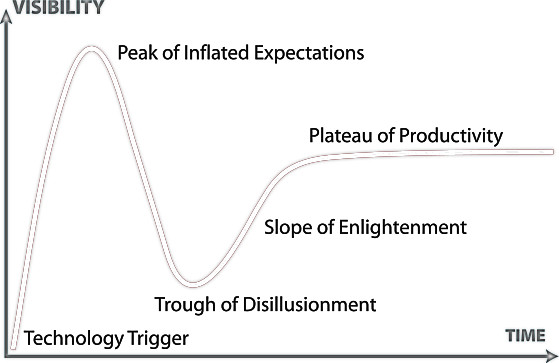 VISIBILITY
Peak of Inflated Expectations
Plateau of Productivity
Slope of Enlightenment
Trough of Disillusionment
TIME
Technology Trigger